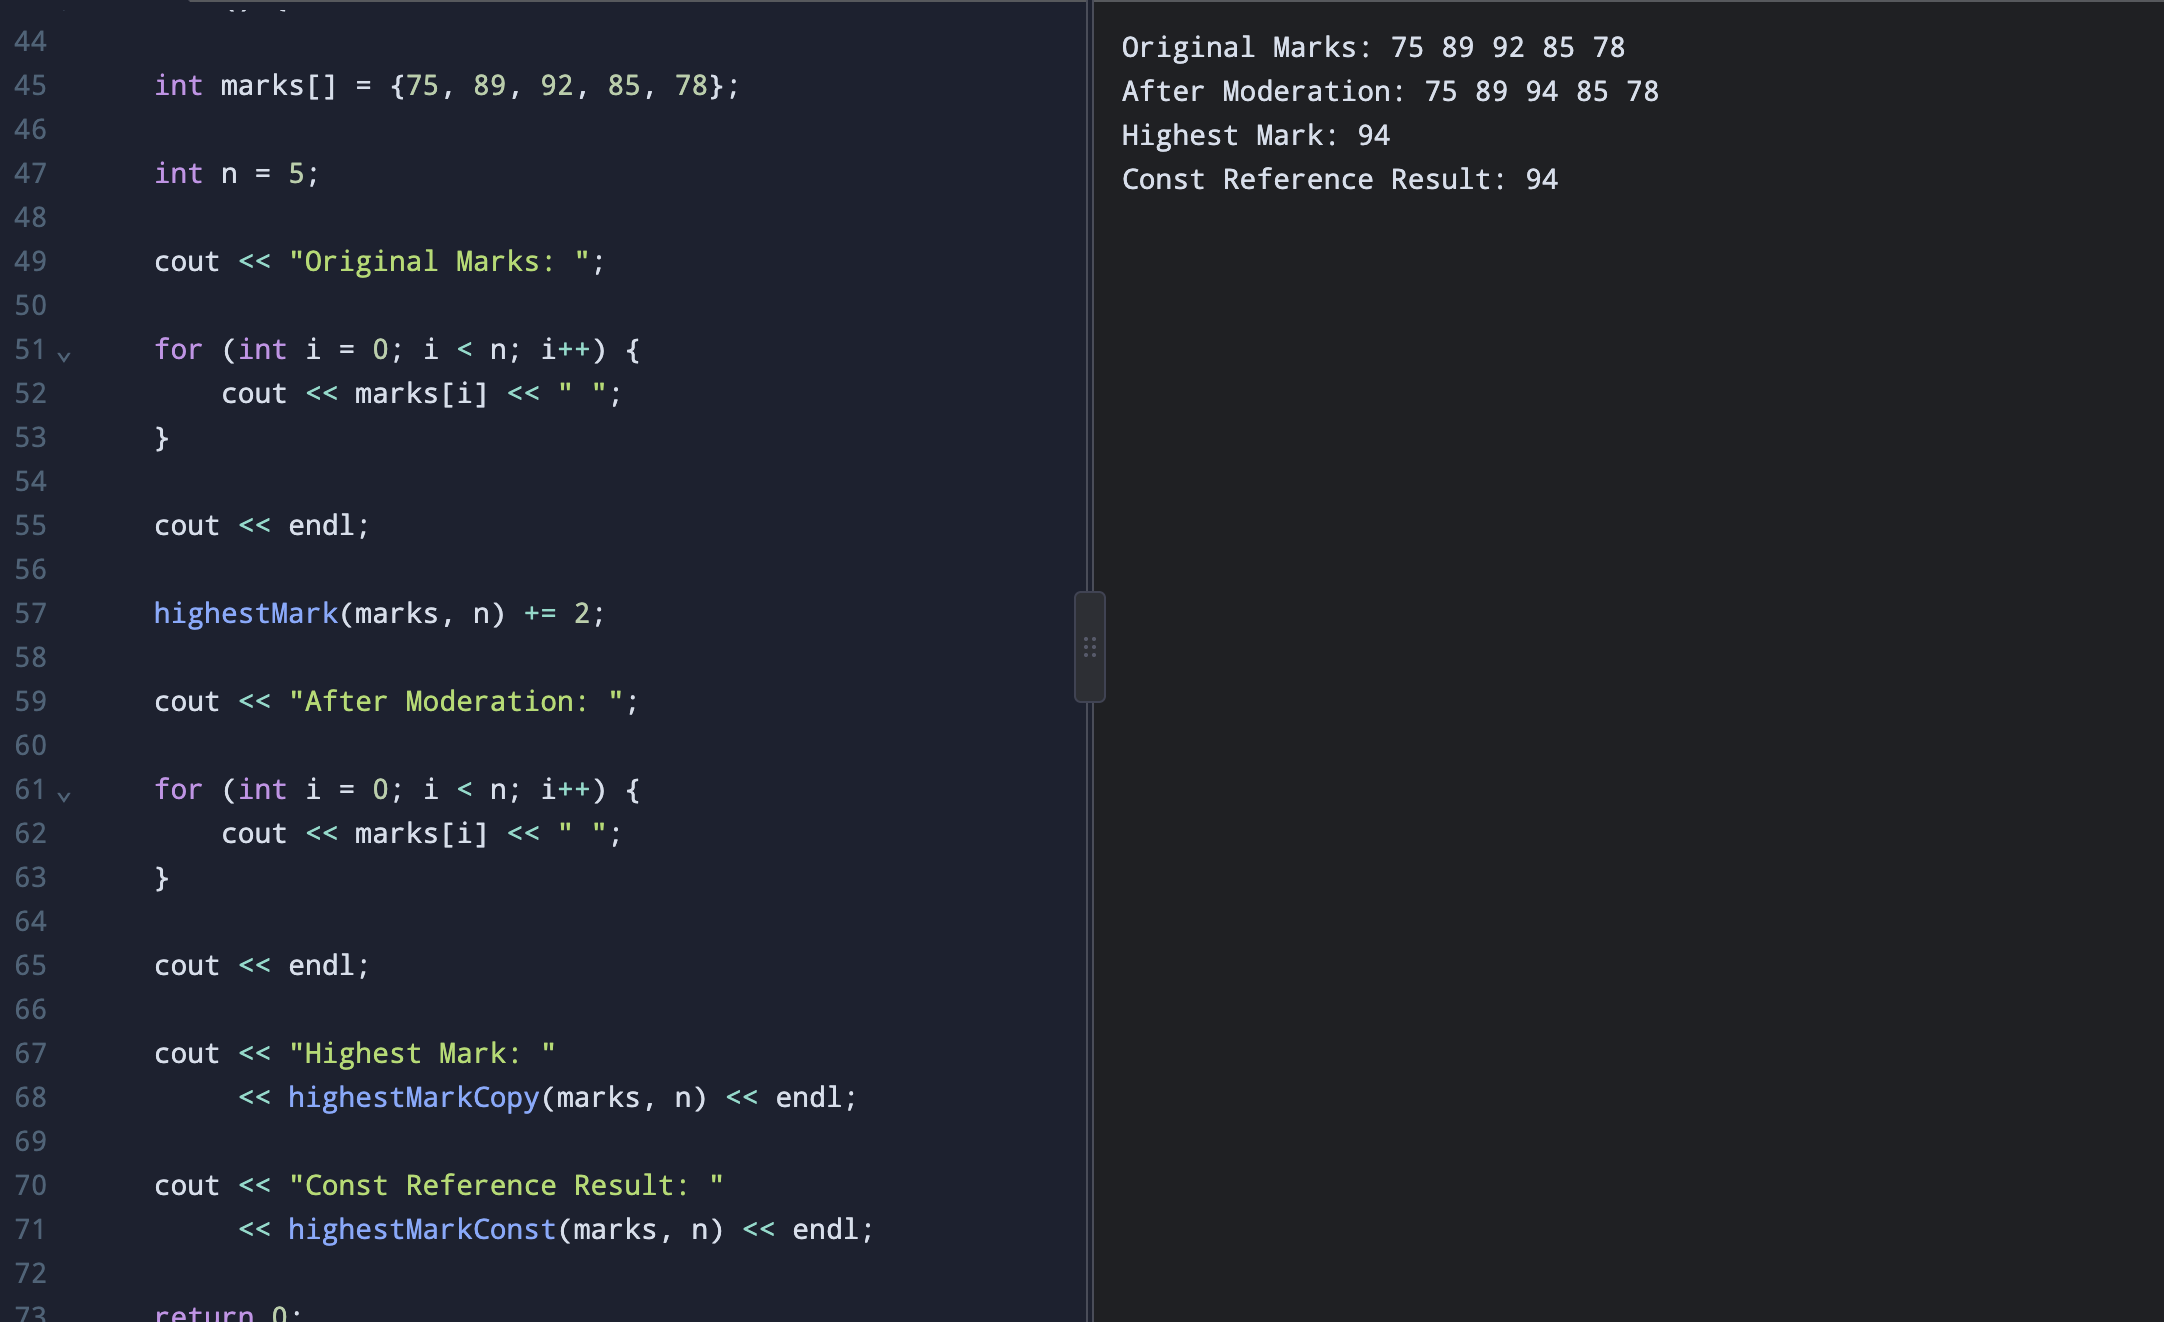 44
45 int marks[] = {75, 89, 92, 85, 78};
46
47 int n = 5;
48
49 cout << "Original Marks: ";
50
51 for (int i = 0; i < n; i++) {
52 cout << marks[i] << " ";
53 }
54
55 cout << endl;
56
57 highestMark(marks, n) += 2;
58
59 cout << "After Moderation: ";
60
61 for (int i = 0; i < n; i++) {
62 cout << marks[i] << " ";
63 }
64
65 cout << endl;
66
67 cout << "Highest Mark: "
68 << highestMarkCopy(marks, n) << endl;
69
70 cout << "Const Reference Result: "
71 << highestMarkConst(marks, n) << endl;
72
73 return 0;
Original Marks: 75 89 92 85 78
After Moderation: 75 89 94 85 78
Highest Mark: 94
Const Reference Result: 94